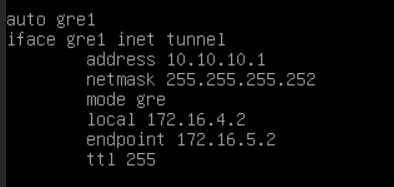 auto gre1
iface gre1 inet tunnel
address 10.10.10.1
netmask 255.255.255.252
mode gre
local 172.16.4.2
endpoint 172.16.5.2
ttl 255